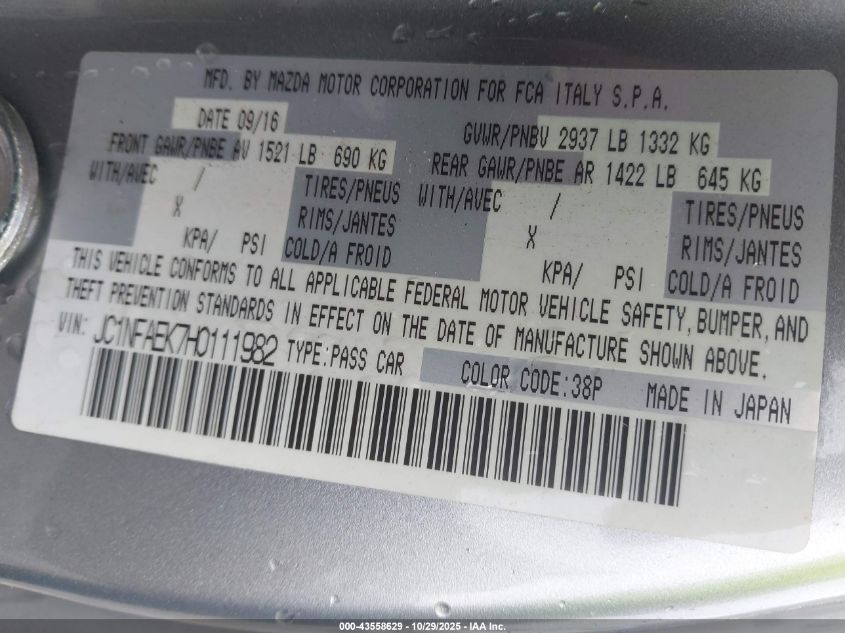 MFD. BY MAZDA MOTOR CORPORATION FOR FCA ITALY S.P.A.
DATE 09/16 GVWR/PNBV 2937 LB 1332 KG
FRONT GAWR/PNBE AV 1521 LB 690 KG REAR GAWR/PNBE AR 1422 LB 645 KG
WITH/AVEC / TIRES/PNEUS WITH/AVEC / TIRES/PNEUS
X RIMS/JANTES X RIMS/JANTES
KPA/ PSI COLD/A FROID KPA/ PSI COLD/A FROID
THIS VEHICLE CONFORMS TO ALL APPLICABLE FEDERAL MOTOR VEHICLE SAFETY, BUMPER, AND
THEFT PREVENTION STANDARDS IN EFFECT ON THE DATE OF MANUFACTURE SHOWN ABOVE.
VIN: JC1NFAEK7H0111982 TYPE:PASS CAR COLOR CODE:38P MADE IN JAPAN
000-43558629 - 10/29/2025 - IAA Inc.